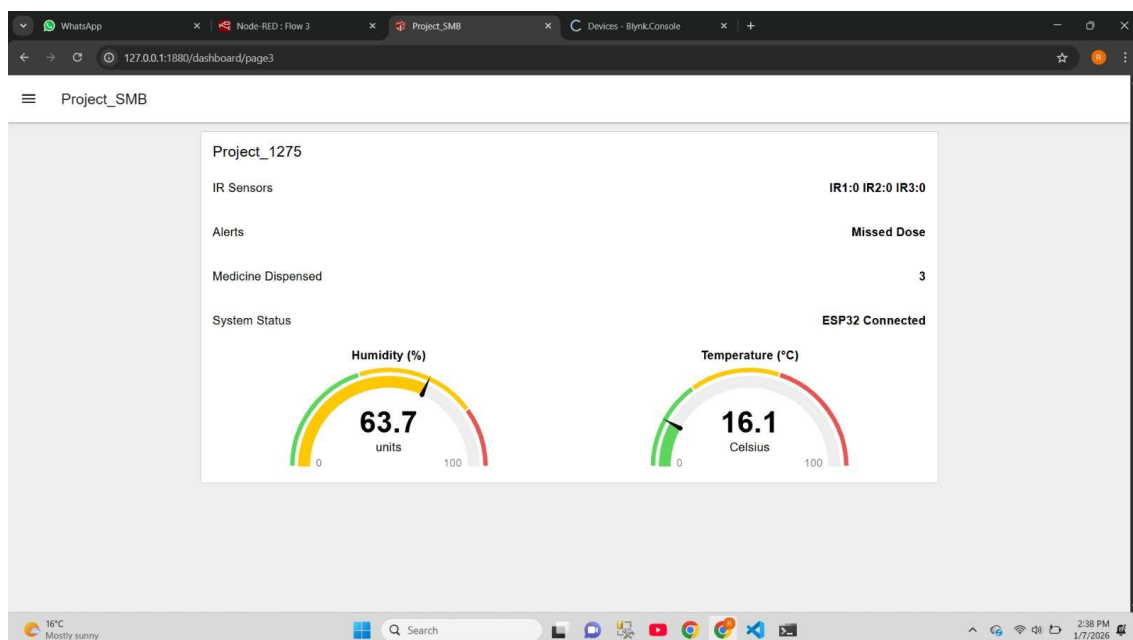 WhatsApp
Node-RED : Flow 3
Project_SMB
Devices - Blynk.Console
127.0.0.1:1880/dashboard/page3
R
Project_SMB
Project_1275
IR Sensors IR1:0 IR2:0 IR3:0
Alerts Missed Dose
Medicine Dispensed 3
System Status ESP32 Connected
Humidity (%) Temperature (°C)
63.7 16.1
units Celsius
0 100 0 100
16°C
Mostly sunny
Search
2:38 PM
1/7/2026